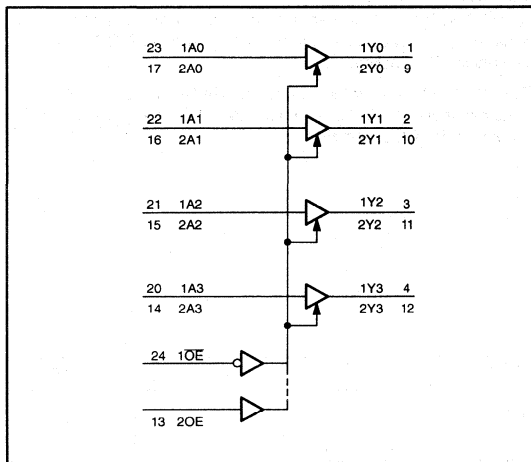 23 1A0 1Y0 1
17 2A0 2Y0 9
22 1A1 1Y1 2
16 2A1 2Y1 10
21 1A2 1Y2 3
15 2A2 2Y2 11
20 1A3 1Y3 4
14 2A3 2Y3 12
24 1O̅E̅
13 2OE